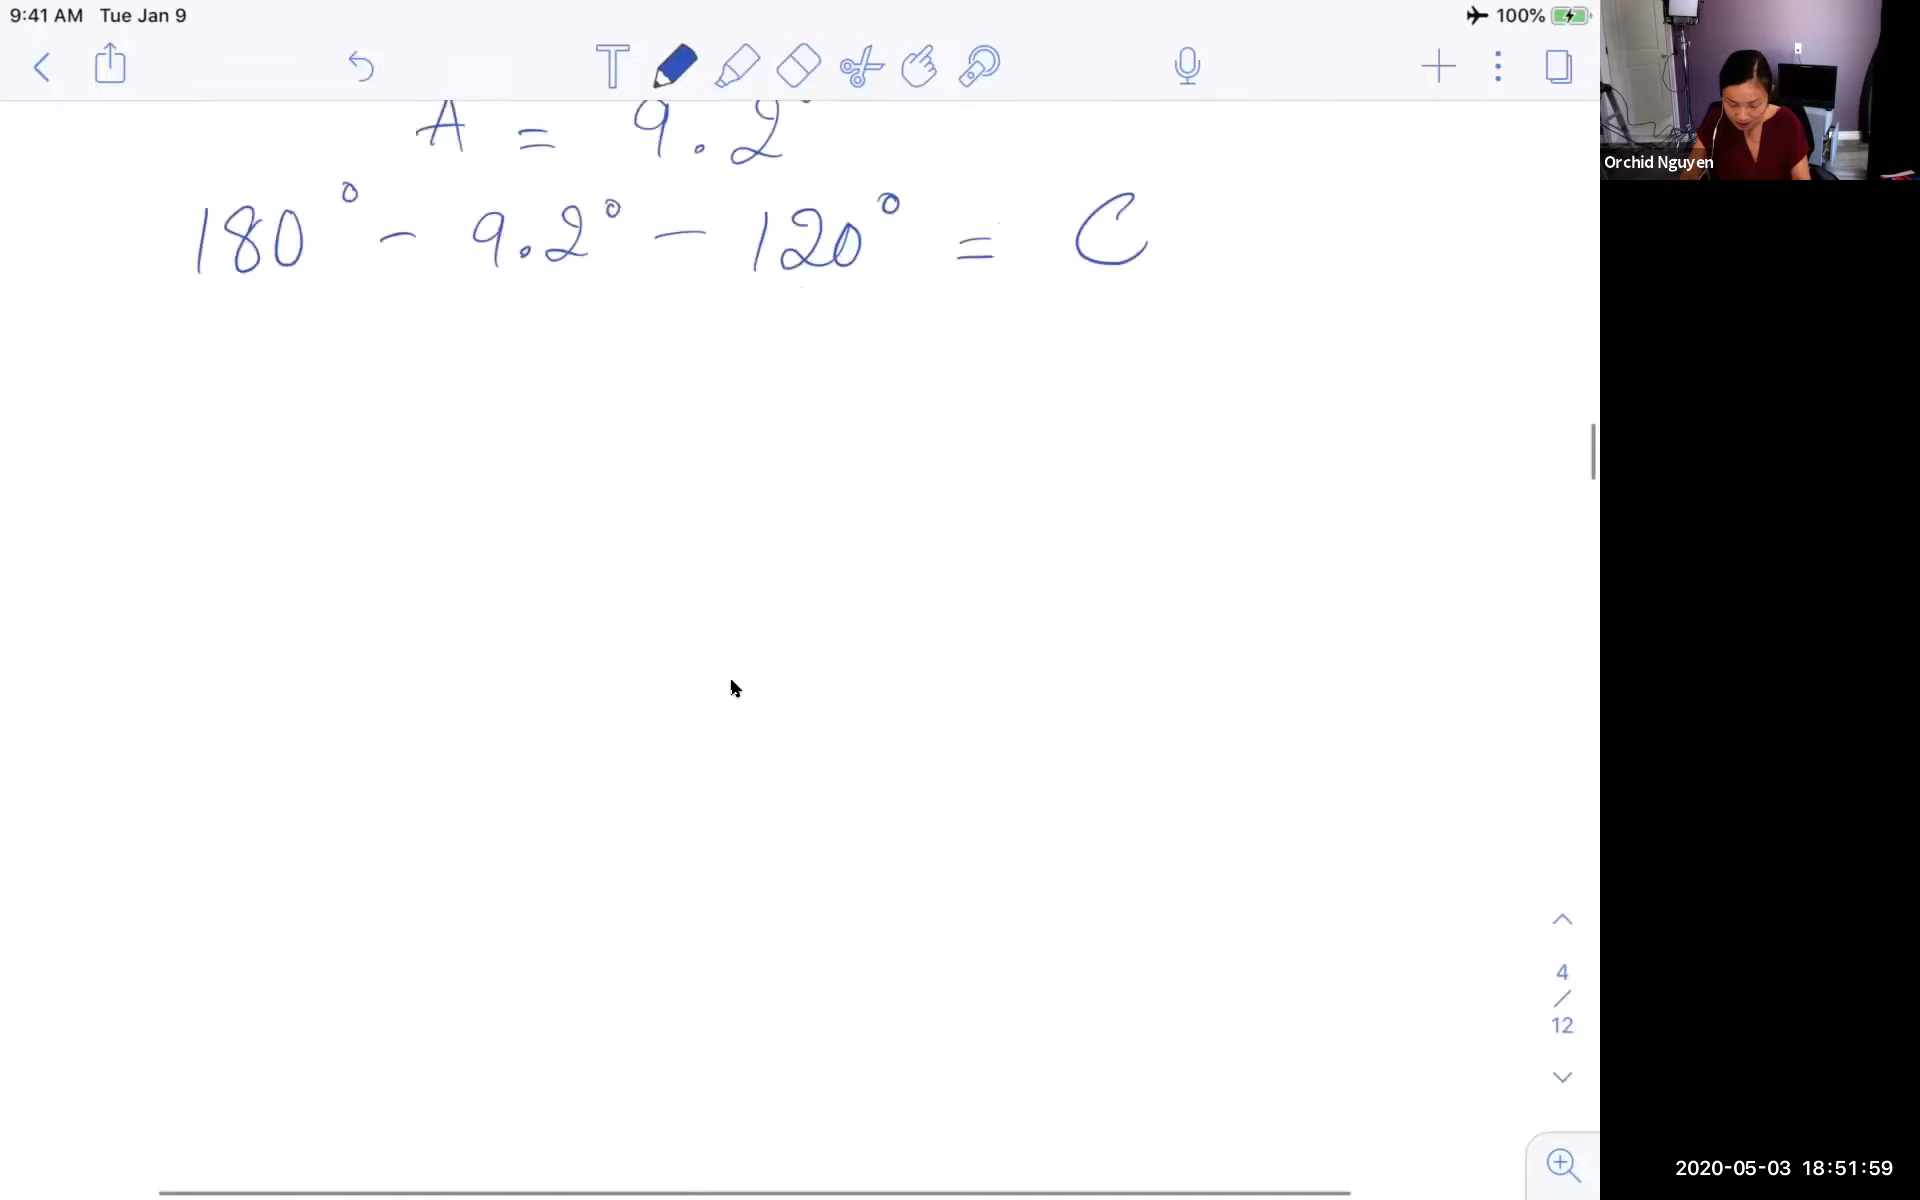 9:41 AM Tue Jan 9
100%
A = 9.2°
180° - 9.2° - 120° = C
Orchid Nguyen
4
/
12
2020-05-03 18:51:59